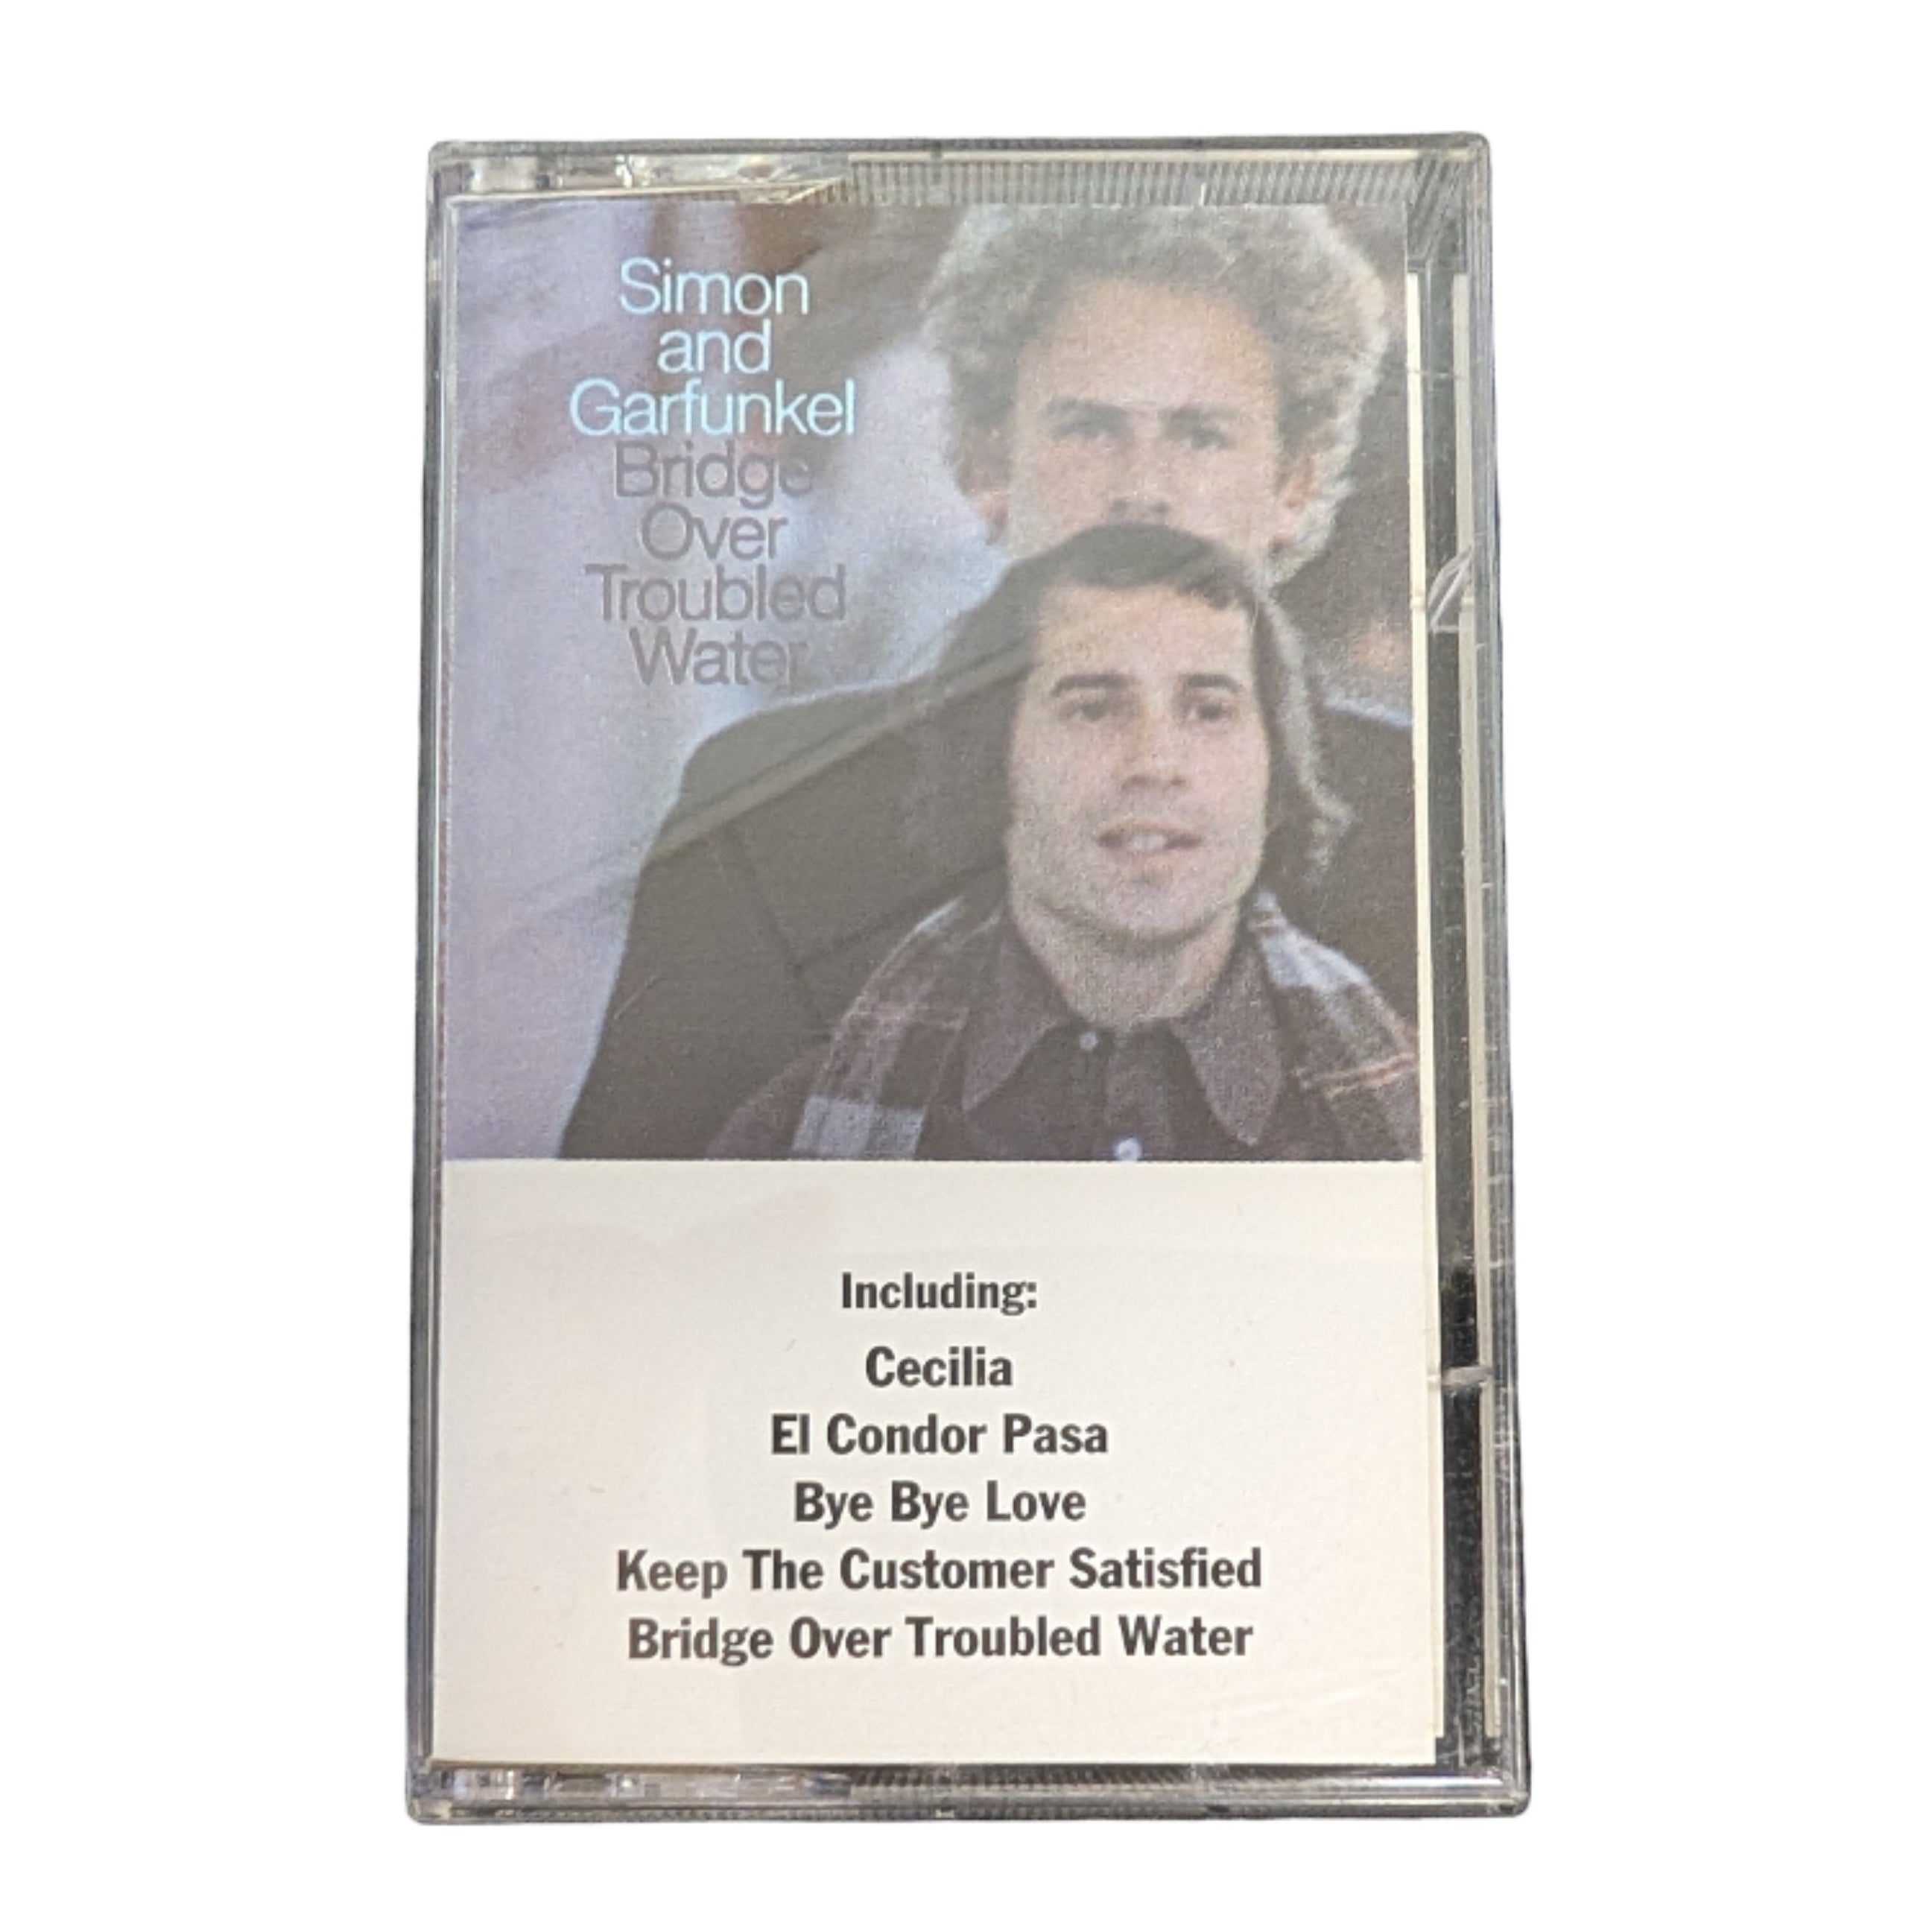 Simon
and
Garfunkel
Bridge
Over
Troubled
Water
Including:
Cecilia
El Condor Pasa
Bye Bye Love
Keep The Customer Satisfied
Bridge Over Troubled Water